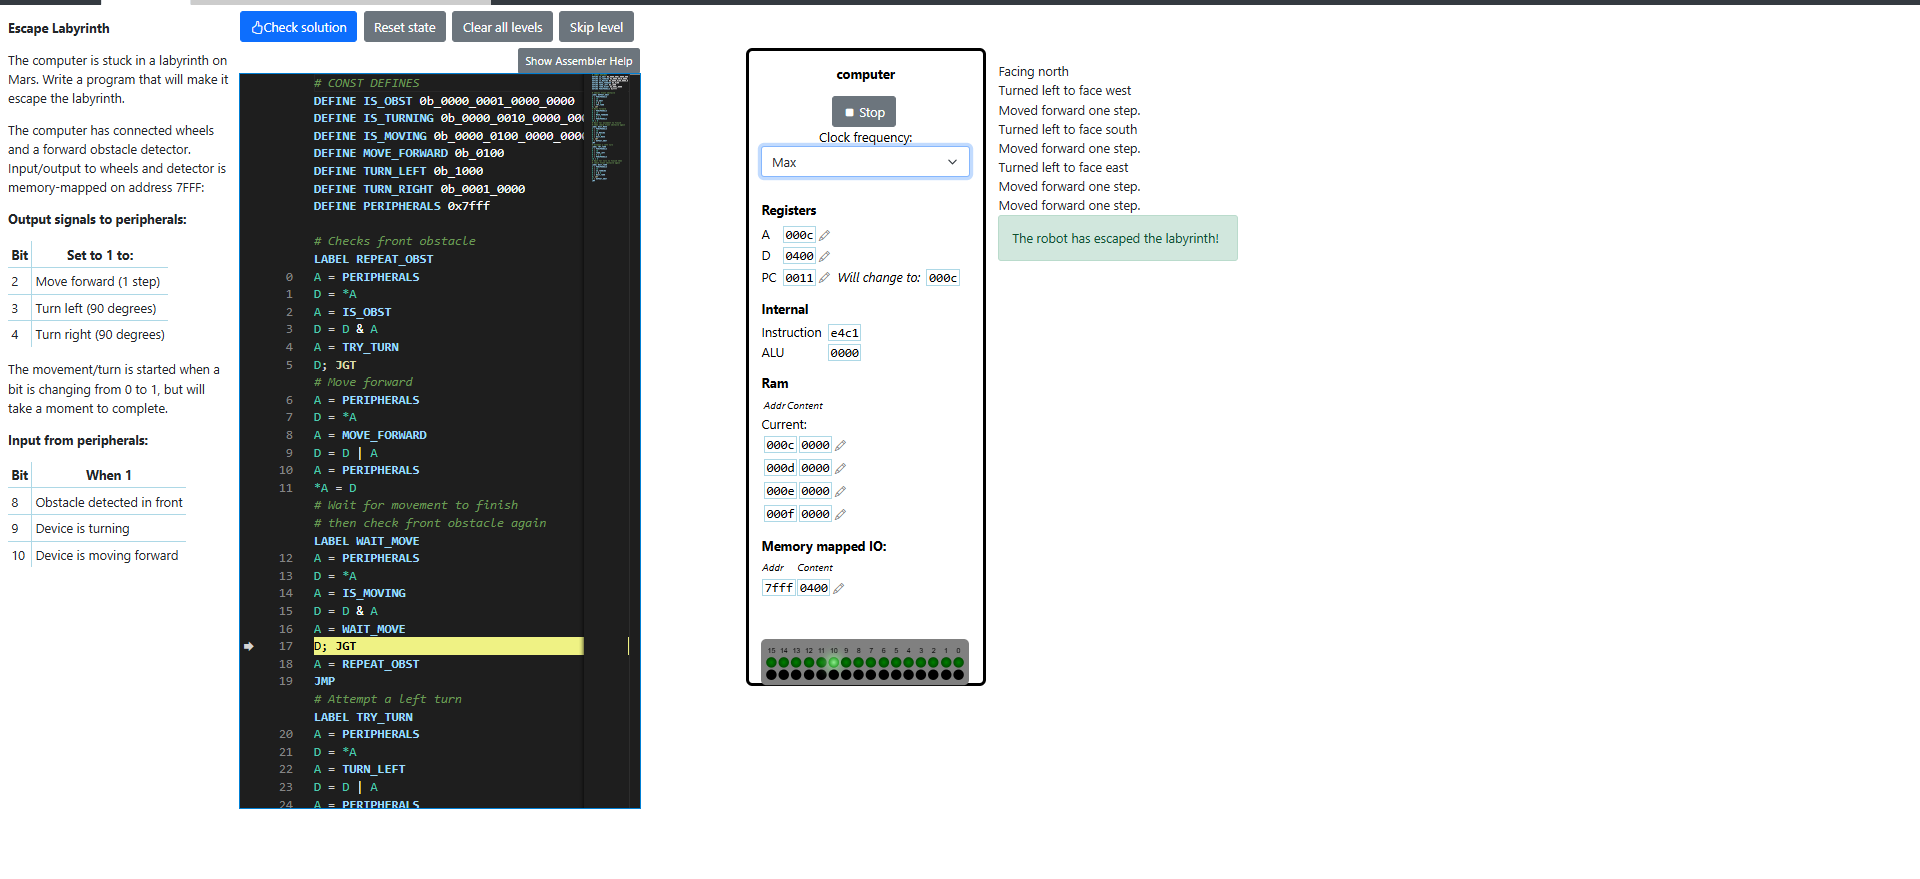 Escape Labyrinth
The computer is stuck in a labyrinth on
Mars. Write a program that will make it
escape the labyrinth.
The computer has connected wheels
and a forward obstacle detector.
Input/output to wheels and detector is
memory-mapped on address 7FFF:
Output signals to peripherals:
Bit Set to 1 to:
2 Move forward (1 step)
3 Turn left (90 degrees)
4 Turn right (90 degrees)
The movement/turn is started when a
bit is changing from 0 to 1, but will
take a moment to complete.
Input from peripherals:
Bit When 1
8 Obstacle detected in front
9 Device is turning
10 Device is moving forward
Check solution Reset state Clear all levels Skip level
Show Assembler Help
# CONST DEFINES
DEFINE IS_OBST 0b_0000_0001_0000_0000
DEFINE IS_TURNING 0b_0000_0010_0000_00
DEFINE IS_MOVING 0b_0000_0100_0000_000
DEFINE MOVE_FORWARD 0b_0100
DEFINE TURN_LEFT 0b_1000
DEFINE TURN_RIGHT 0b_0001_0000
DEFINE PERIPHERALS 0x7fff
# Checks front obstacle
LABEL REPEAT_OBST
0 A = PERIPHERALS
1 D = *A
2 A = IS_OBST
3 D = D & A
4 A = TRY_TURN
5 D; JGT
# Move forward
6 A = PERIPHERALS
7 D = *A
8 A = MOVE_FORWARD
9 D = D | A
10 A = PERIPHERALS
11 *A = D
# Wait for movement to finish
# then check front obstacle again
LABEL WAIT_MOVE
12 A = PERIPHERALS
13 D = *A
14 A = IS_MOVING
15 D = D & A
16 A = WAIT_MOVE
17 D; JGT
18 A = REPEAT_OBST
19 JMP
# Attempt a left turn
LABEL TRY_TURN
20 A = PERIPHERALS
21 D = *A
22 A = TURN_LEFT
23 D = D | A
24 A = PERIPHERALS
computer
Stop
Clock frequency:
Max
Registers
A 000c
D 0400
PC 0011 Will change to: 000c
Internal
Instruction e4c1
ALU 0000
Ram
Addr Content
Current:
000c 0000
000d 0000
000e 0000
000f 0000
Memory mapped IO:
Addr Content
7fff 0400
15 14 13 12 11 10 9 8 7 6 5 4 3 2 1 0
Facing north
Turned left to face west
Moved forward one step.
Turned left to face south
Moved forward one step.
Turned left to face east
Moved forward one step.
Moved forward one step.
The robot has escaped the labyrinth!